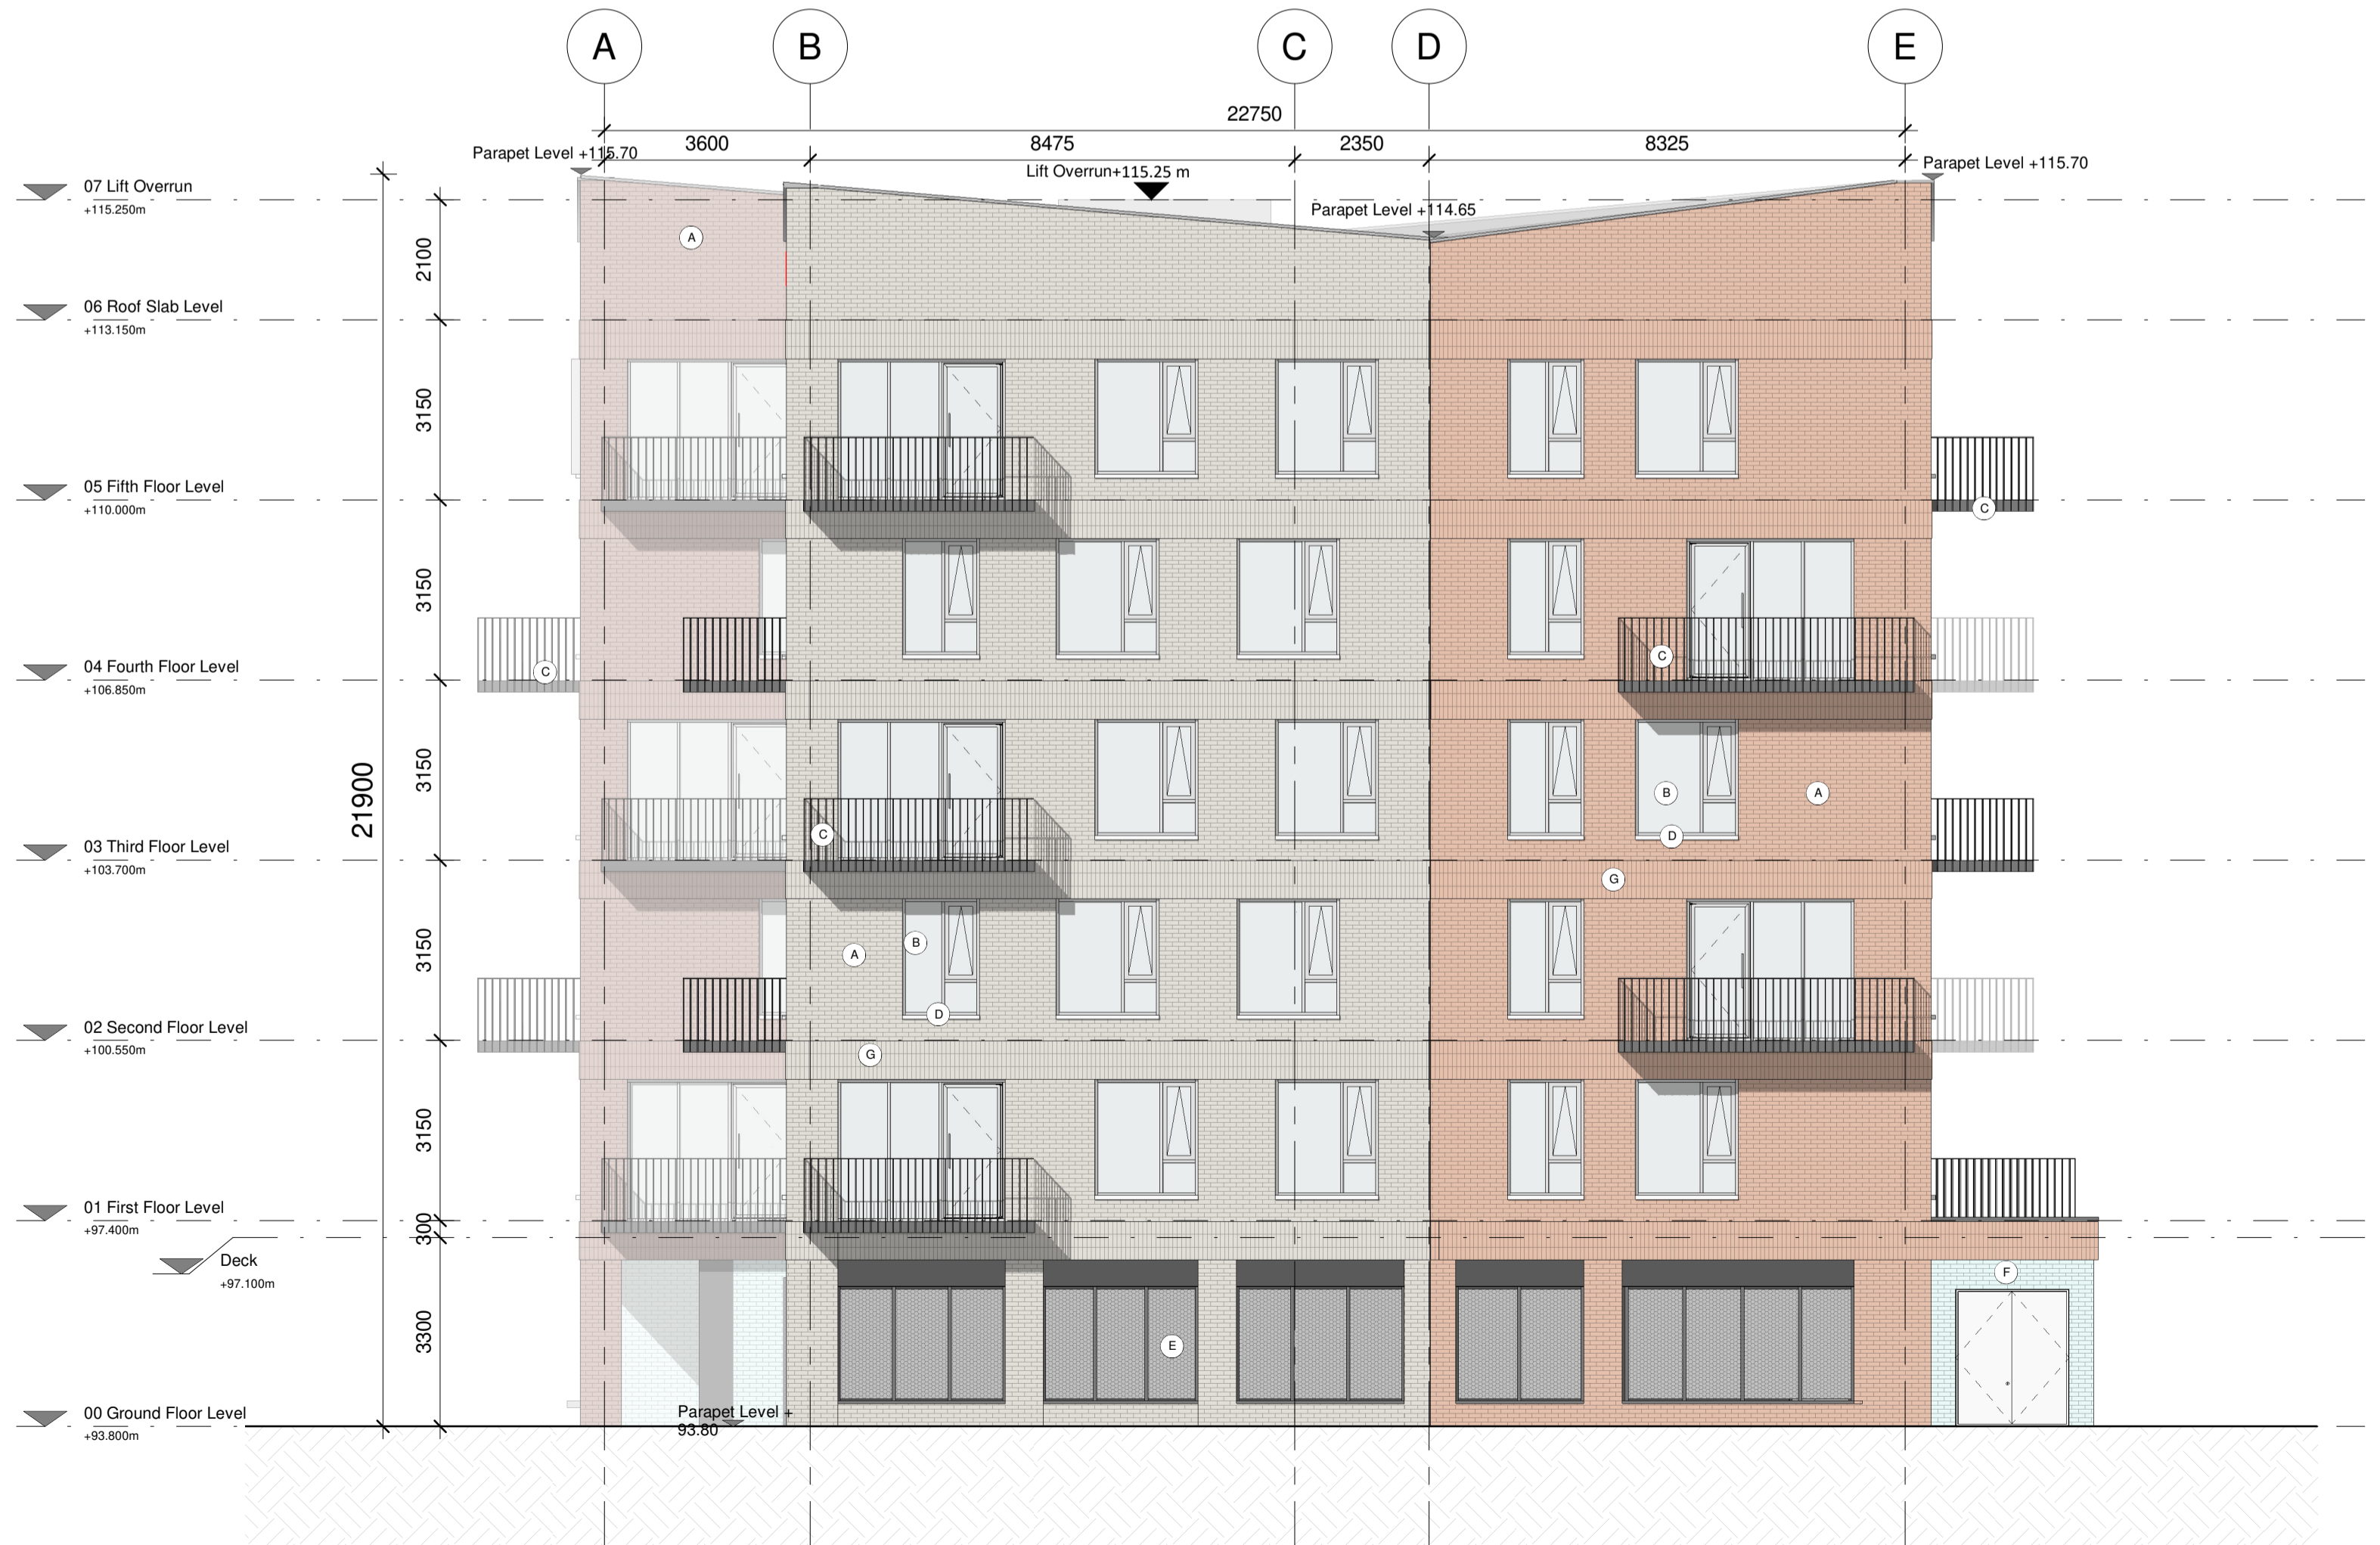 A B C D E
22750
3600 8475 2350 8325
Parapet Level +115.70
Lift Overrun+115.25 m
Parapet Level +115.70
07 Lift Overrun
+115.250m
Parapet Level +114.65
A
2100
06 Roof Slab Level
+113.150m
3150
05 Fifth Floor Level
+110.000m
C
3150
C
04 Fourth Floor Level
+106.850m
C
3150
21900
B
A
C
D
03 Third Floor Level
+103.700m
G
3150
B
A
D
02 Second Floor Level
+100.550m
G
3150
01 First Floor Level
+97.400m
300
Deck
+97.100m
F
3300
E
00 Ground Floor Level
+93.800m
Parapet Level +
93.80